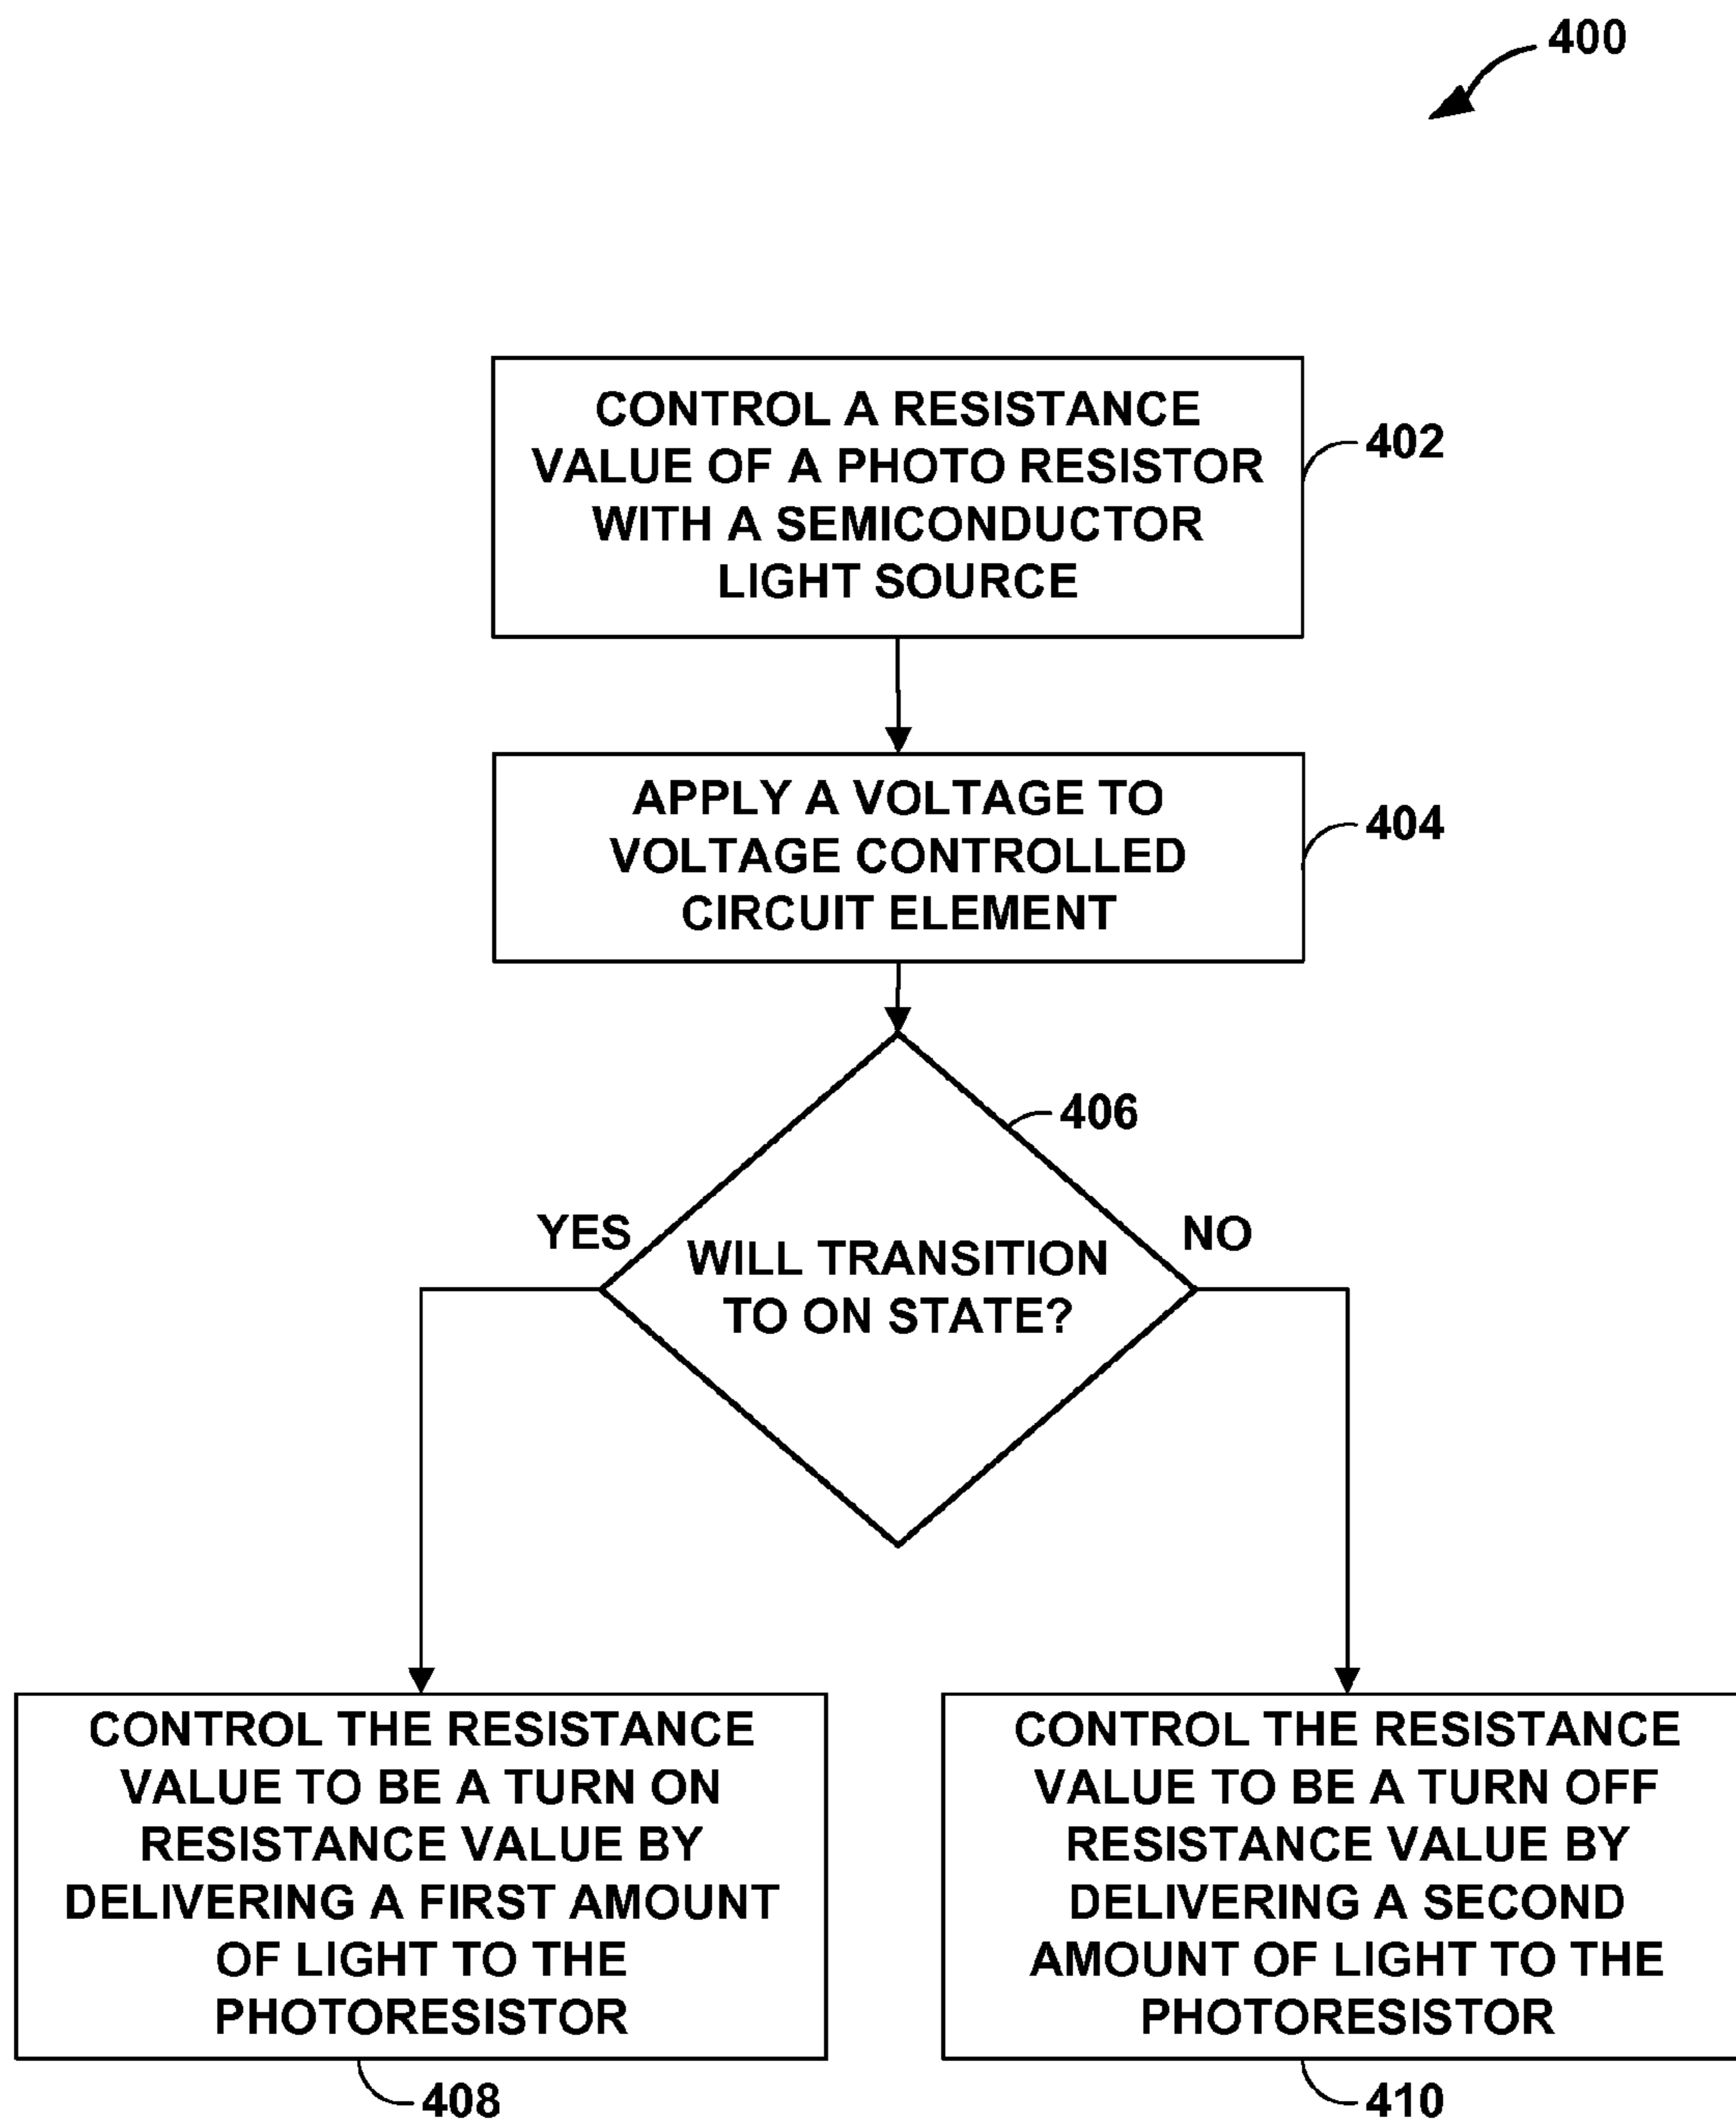 400
CONTROL A RESISTANCE
VALUE OF A PHOTO RESISTOR
WITH A SEMICONDUCTOR
LIGHT SOURCE
402
APPLY A VOLTAGE TO
VOLTAGE CONTROLLED
CIRCUIT ELEMENT
404
406
YES
NO
WILL TRANSITION
TO ON STATE?
CONTROL THE RESISTANCE
VALUE TO BE A TURN ON
RESISTANCE VALUE BY
DELIVERING A FIRST AMOUNT
OF LIGHT TO THE
PHOTORESISTOR
408
CONTROL THE RESISTANCE
VALUE TO BE A TURN OFF
RESISTANCE VALUE BY
DELIVERING A SECOND
AMOUNT OF LIGHT TO THE
PHOTORESISTOR
410